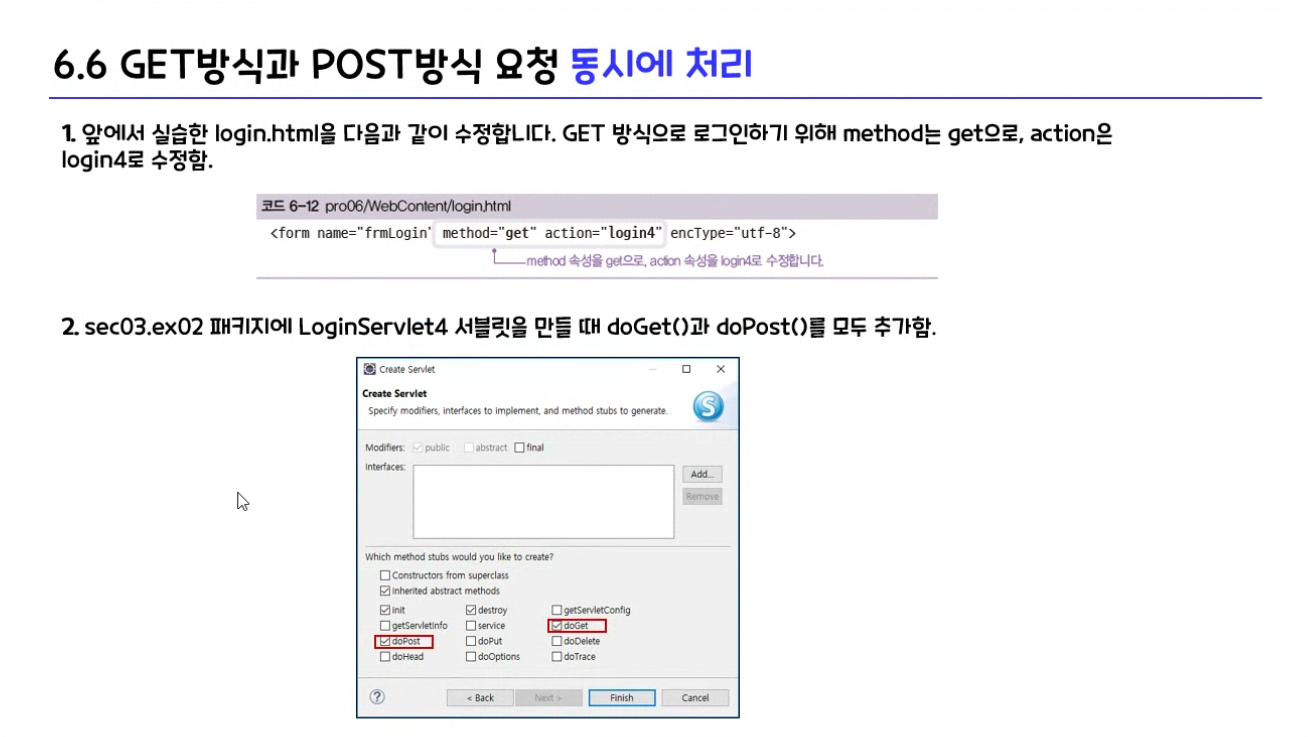 6.6 GET방식과 POST방식 요청 동시에 처리
1. 앞에서 실습한 login.html을 다음과 같이 수정합니다. GET 방식으로 로그인하기 위해 method는 get으로, action은
login4로 수정함.
코드 6-12 pro06/WebContent/login.html
<form name="frmLogin" method="get" action="login4" encType="utf-8">
method 속성을 get으로, action 속성을 login4로 수정합니다.
2. sec03.ex02 패키지에 LoginServlet4 서블릿을 만들 때 doGet()과 doPost()를 모두 추가함.
Create Servlet
Create Servlet
Specify modifiers, interfaces to implement, and method stubs to generate.
S
Modifiers: public abstract final
Interfaces:
Add...
Remove
Which method stubs would you like to create?
Constructors from superclass
Inherited abstract methods
init destroy getServletConfig
getServletInfo service doGet
doPost doPut doDelete
doHead doOptions doTrace
? < Back Next > Finish Cancel